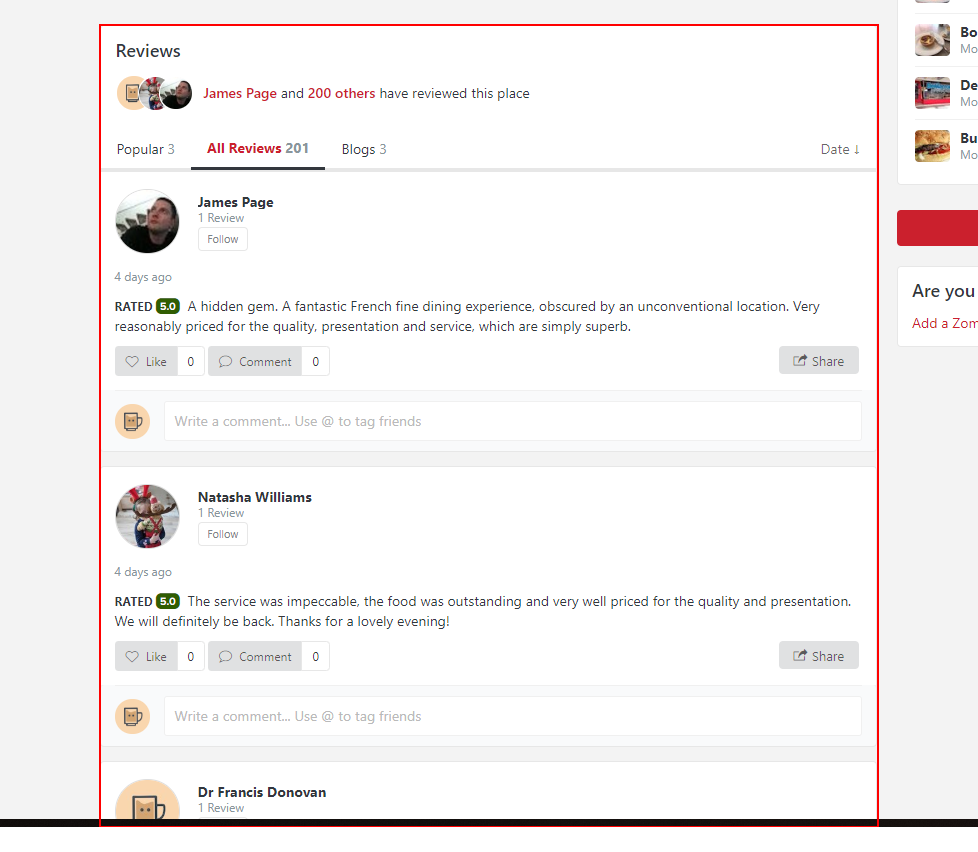 Reviews
James Page and 200 others have reviewed this place
Popular 3
All Reviews 201
Blogs 3
Date ↓
James Page
1 Review
Follow
4 days ago
RATED 5.0 A hidden gem. A fantastic French fine dining experience, obscured by an unconventional location. Very
reasonably priced for the quality, presentation and service, which are simply superb.
Like 0 Comment 0 Share
Write a comment... Use @ to tag friends
Natasha Williams
1 Review
Follow
4 days ago
RATED 5.0 The service was impeccable, the food was outstanding and very well priced for the quality and presentation.
We will definitely be back. Thanks for a lovely evening!
Like 0 Comment 0 Share
Write a comment... Use @ to tag friends
Dr Francis Donovan
1 Review
Bo
Mo
De
Mo
Bu
Mo
Are you
Add a Zom